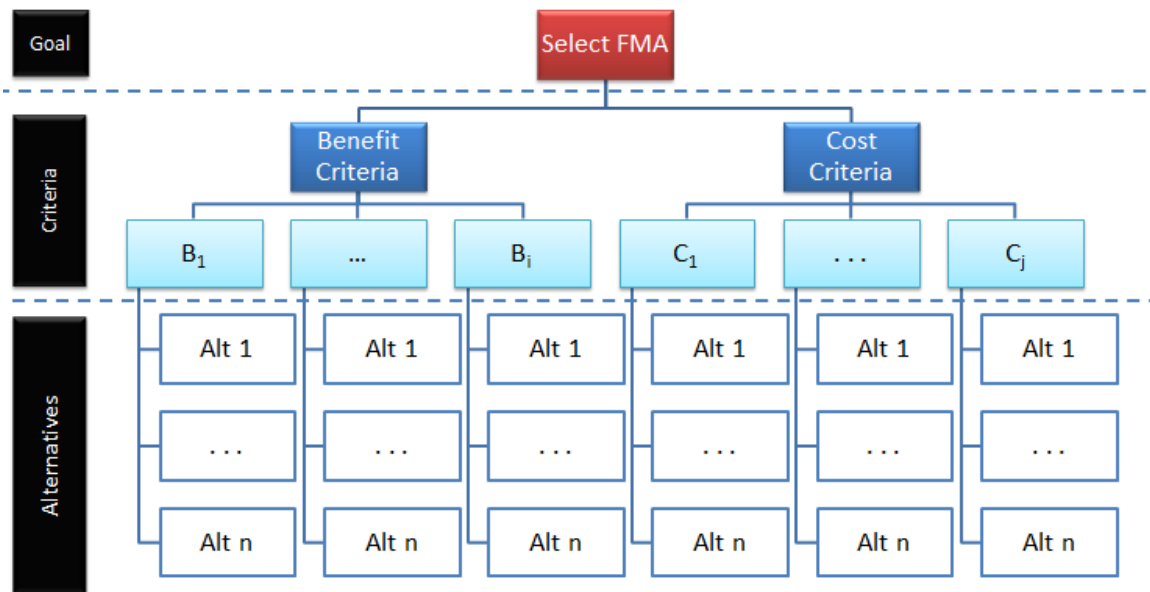 Goal
Select FMA
Criteria
Benefit
Criteria
Cost
Criteria
B₁
...
Bᵢ
C₁
. . .
Cⱼ
Alternatives
Alt 1
Alt 1
Alt 1
Alt 1
Alt 1
Alt 1
. . .
. . .
. . .
. . .
. . .
. . .
Alt n
Alt n
Alt n
Alt n
Alt n
Alt n